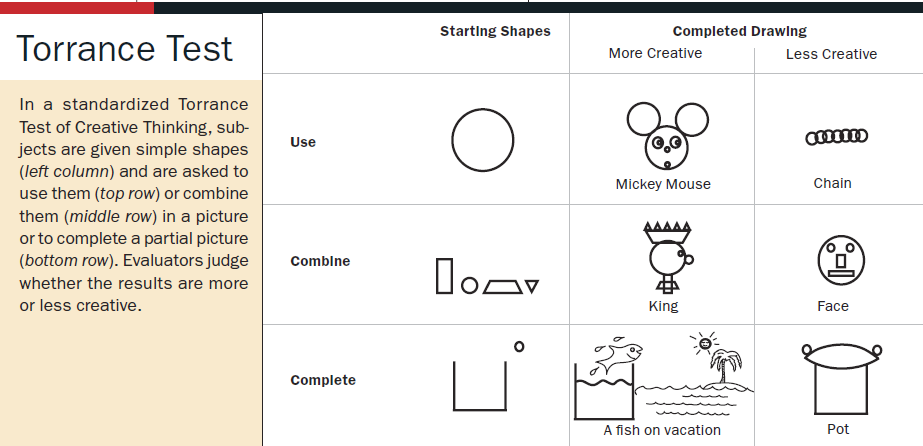 Torrance Test
In a standardized Torrance
Test of Creative Thinking, sub-
jects are given simple shapes
(left column) and are asked to
use them (top row) or combine
them (middle row) in a picture
or to complete a partial picture
(bottom row). Evaluators judge
whether the results are more
or less creative.
Starting Shapes
Completed Drawing
More Creative
Less Creative
Use
Mickey Mouse
Chain
Combine
King
Face
Complete
A fish on vacation
Pot